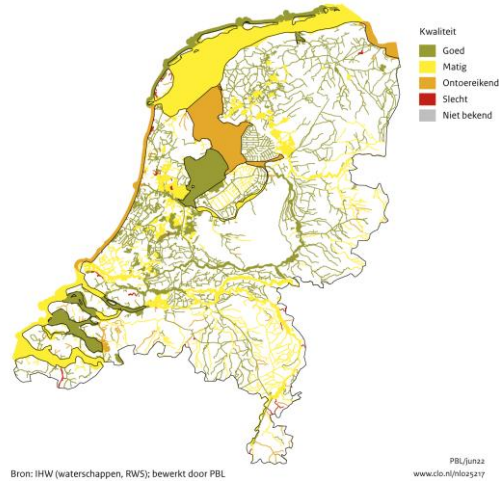 Kwaliteit
Goed
Matig
Ontoereikend
Slecht
Niet bekend
PBL/jun22
Bron: IHW (waterschappen, RWS); bewerkt door PBL
www.clo.nl/nl025217